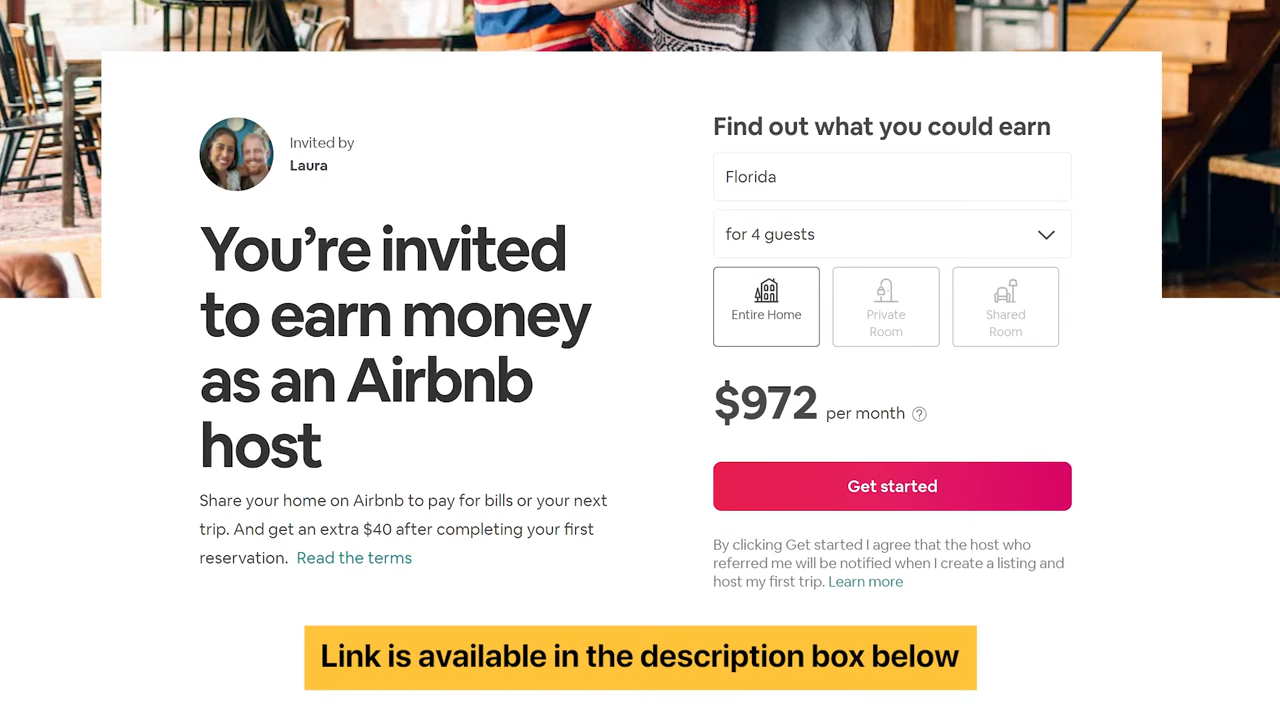 Invited by
Laura
You're invited
to earn money
as an Airbnb
host
Share your home on Airbnb to pay for bills or your next
trip. And get an extra $40 after completing your first
reservation. Read the terms
Find out what you could earn
Florida
for 4 guests
Entire Home
Private
Room
Shared
Room
$972 per month ?
Get started
By clicking Get started I agree that the host who
referred me will be notified when I create a listing and
host my first trip. Learn more
Link is available in the description box below